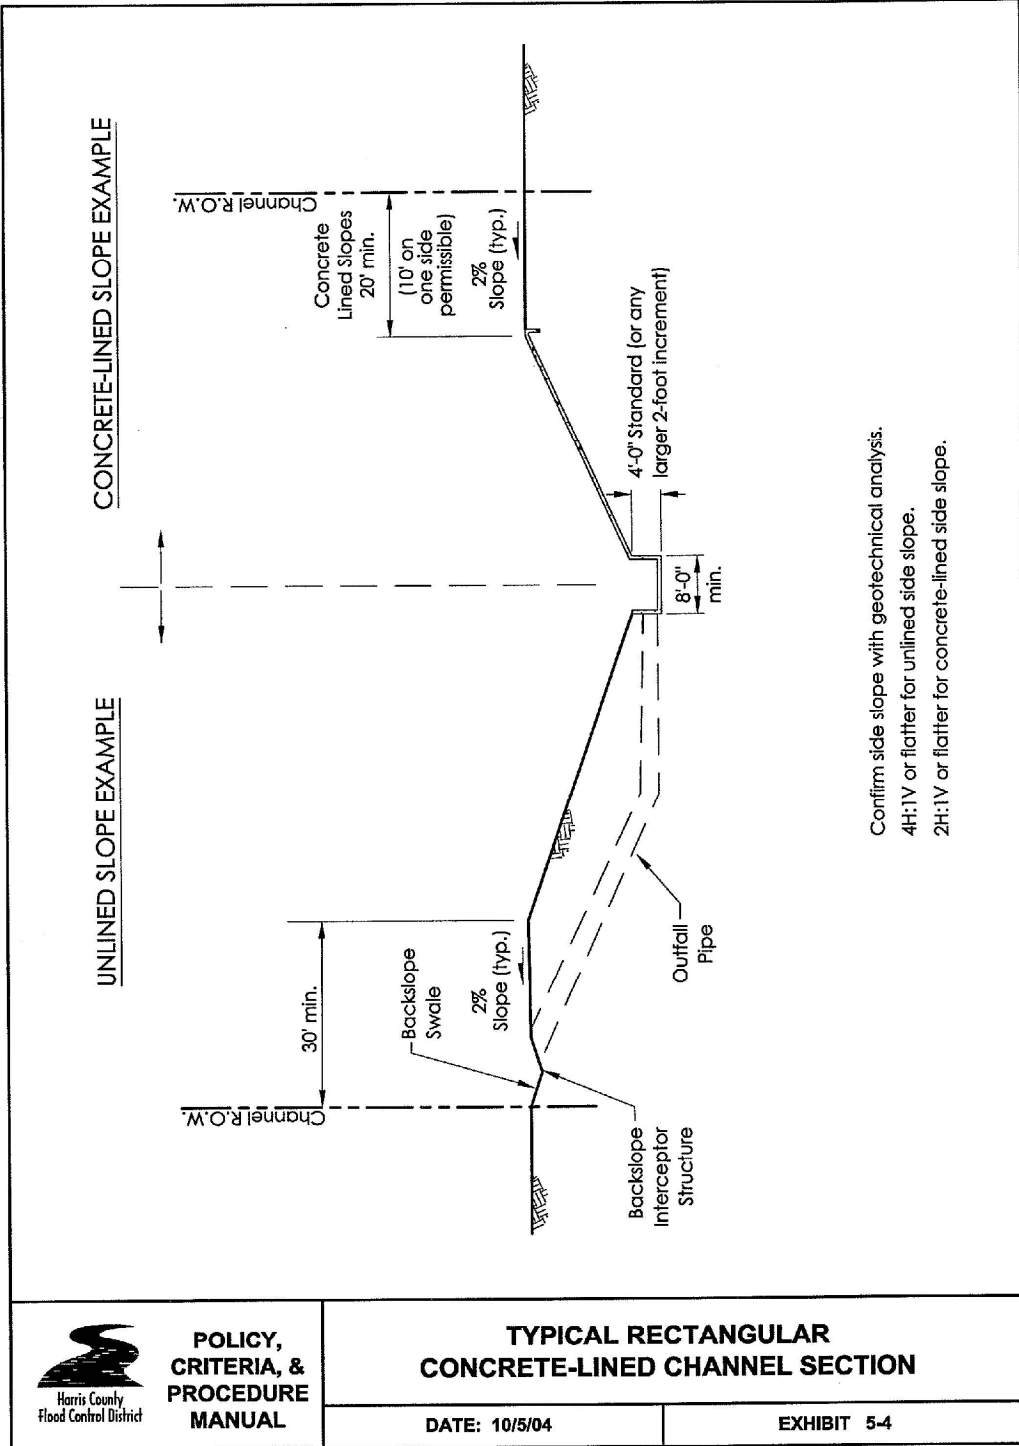 UNLINED SLOPE EXAMPLE
CONCRETE-LINED SLOPE EXAMPLE
Channel R.O.W.
30' min.
Backslope
Swale
2%
Slope (typ.)
Backslope
Interceptor
Structure
Outfall
Pipe
8'-0"
min.
4'-0" Standard (or any
larger 2-foot increment)
Concrete
Lined Slopes
20' min.
(10' on
one side
permissible)
2%
Slope (typ.)
Channel R.O.W.
Confirm side slope with geotechnical analysis.
4H:1V or flatter for unlined side slope.
2H:1V or flatter for concrete-lined side slope.
Harris County
Flood Control District
POLICY,
CRITERIA, &
PROCEDURE
MANUAL
TYPICAL RECTANGULAR
CONCRETE-LINED CHANNEL SECTION
DATE: 10/5/04
EXHIBIT 5-4